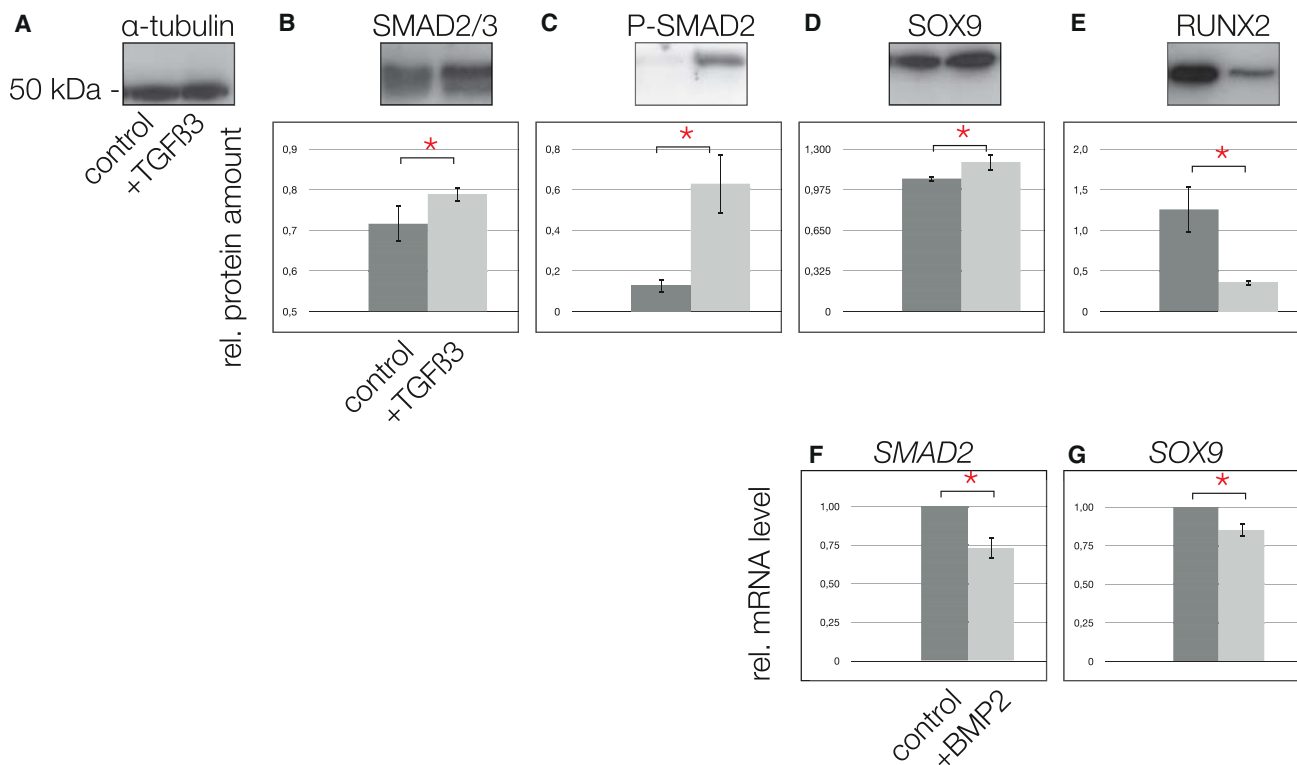 A α-tubulin
50 kDa -
control
+TGFß3
rel. protein amount
B SMAD2/3
*
0,9
0,8
0,7
0,6
0,5
control
+TGFß3
C P-SMAD2
*
0,8
0,6
0,4
0,2
0
D SOX9
*
1,300
0,975
0,650
0,325
0
E RUNX2
*
2,0
1,5
1,0
0,5
0
rel. mRNA level
F SMAD2
*
1,00
0,75
0,50
0,25
0
control
+BMP2
G SOX9
*
1,00
0,75
0,50
0,25
0